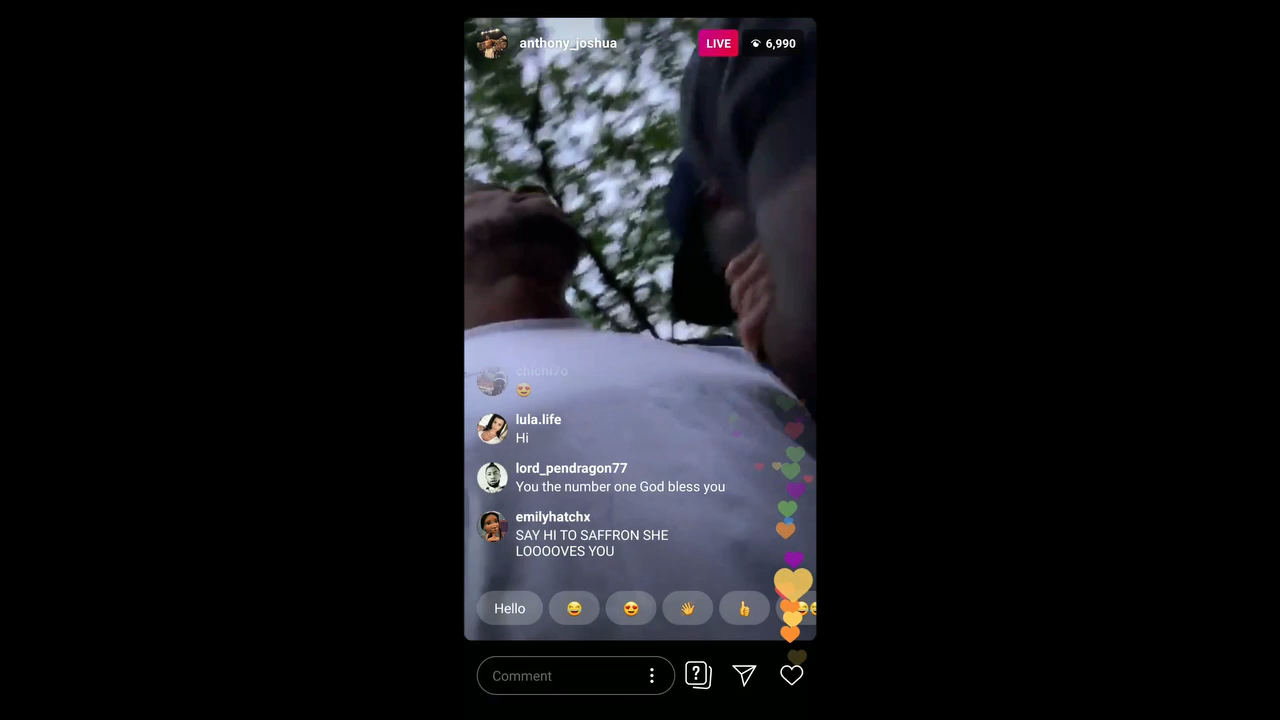 anthony_joshua
LIVE
6,990
chichi7o
😍
lula.life
Hi
lord_pendragon77
You the number one God bless you
emilyhatchx
SAY HI TO SAFFRON SHE
LOOOOVES YOU
Hello
Comment